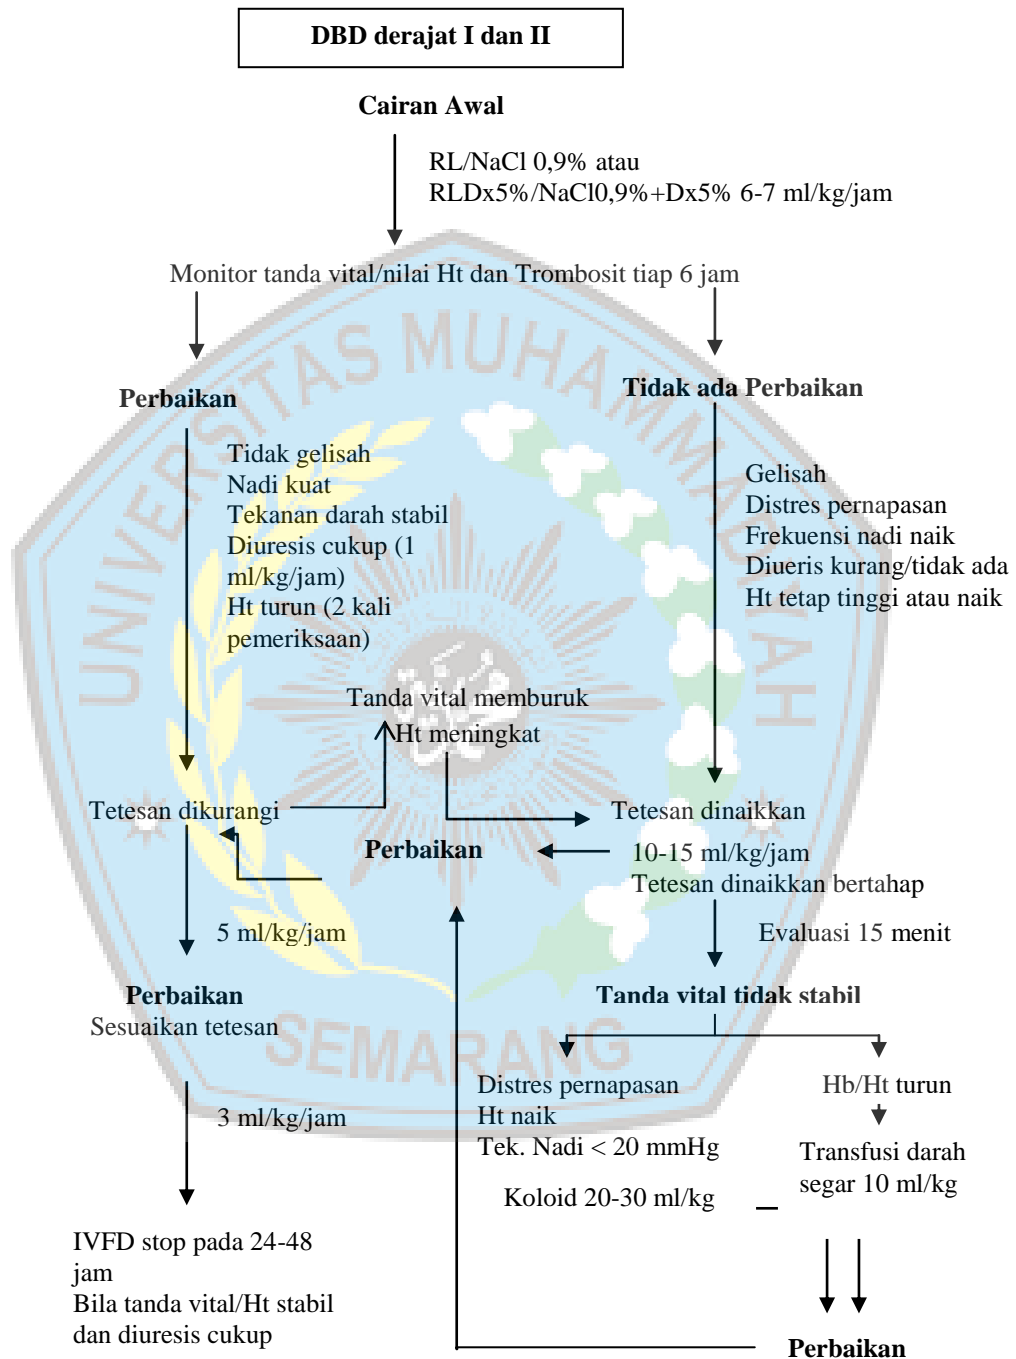 DBD derajat I dan II
Cairan Awal
RL/NaCl 0,9% atau
RLDx5%/NaCl0,9%+Dx5% 6-7 ml/kg/jam
Monitor tanda vital/nilai Ht dan Trombosit tiap 6 jam
Perbaikan
Tidak ada Perbaikan
Tidak gelisah
Nadi kuat
Tekanan darah stabil
Diuresis cukup (1
ml/kg/jam)
Ht turun (2 kali
pemeriksaan)
Gelisah
Distres pernapasan
Frekuensi nadi naik
Diueris kurang/tidak ada
Ht tetap tinggi atau naik
Tanda vital memburuk
Ht meningkat
Tetesan dikurangi
Tetesan dinaikkan
Perbaikan
10-15 ml/kg/jam
Tetesan dinaikkan bertahap
5 ml/kg/jam
Evaluasi 15 menit
Perbaikan
Sesuaikan tetesan
Tanda vital tidak stabil
3 ml/kg/jam
Distres pernapasan
Ht naik
Tek. Nadi < 20 mmHg
Hb/Ht turun
Koloid 20-30 ml/kg
Transfusi darah
segar 10 ml/kg
IVFD stop pada 24-48
jam
Bila tanda vital/Ht stabil
dan diuresis cukup
Perbaikan
UNIVERSITAS MUHAMMADIYAH
SEMARANG